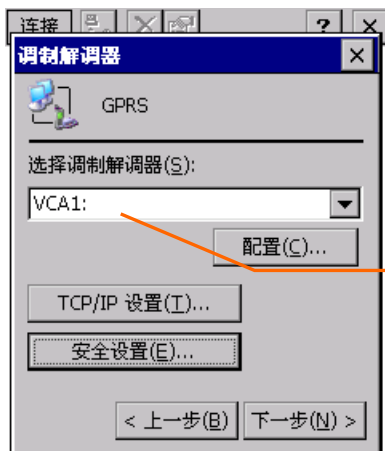 连接
?
×
调制解调器
×
GPRS
选择调制解调器(S):
VCA1:
配置(C)...
TCP/IP 设置(T)...
安全设置(E)...
< 上一步(B)
下一步(N) >